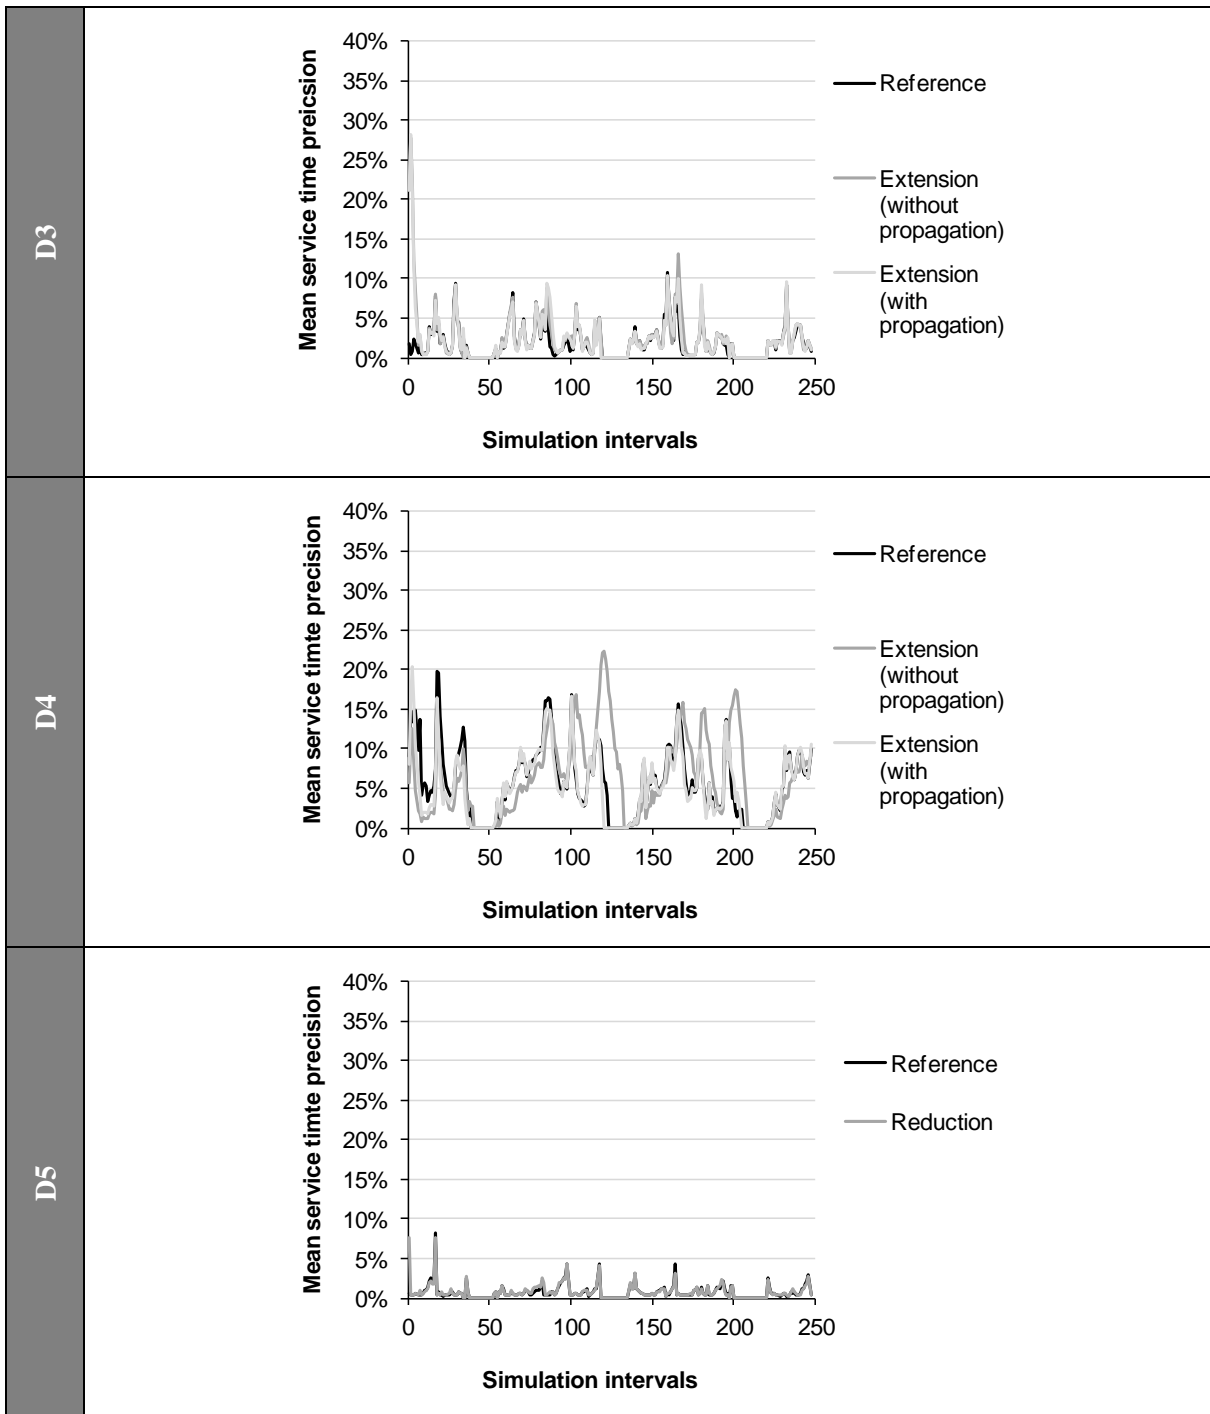 D3
Mean service time preicsion
40%
35%
30%
25%
20%
15%
10%
5%
0%
0 50 100 150 200 250
Simulation intervals
Reference
Extension
(without
propagation)
Extension
(with
propagation)
D4
Mean service timte precision
40%
35%
30%
25%
20%
15%
10%
5%
0%
0 50 100 150 200 250
Simulation intervals
Reference
Extension
(without
propagation)
Extension
(with
propagation)
D5
Mean service timte precision
40%
35%
30%
25%
20%
15%
10%
5%
0%
0 50 100 150 200 250
Simulation intervals
Reference
Reduction